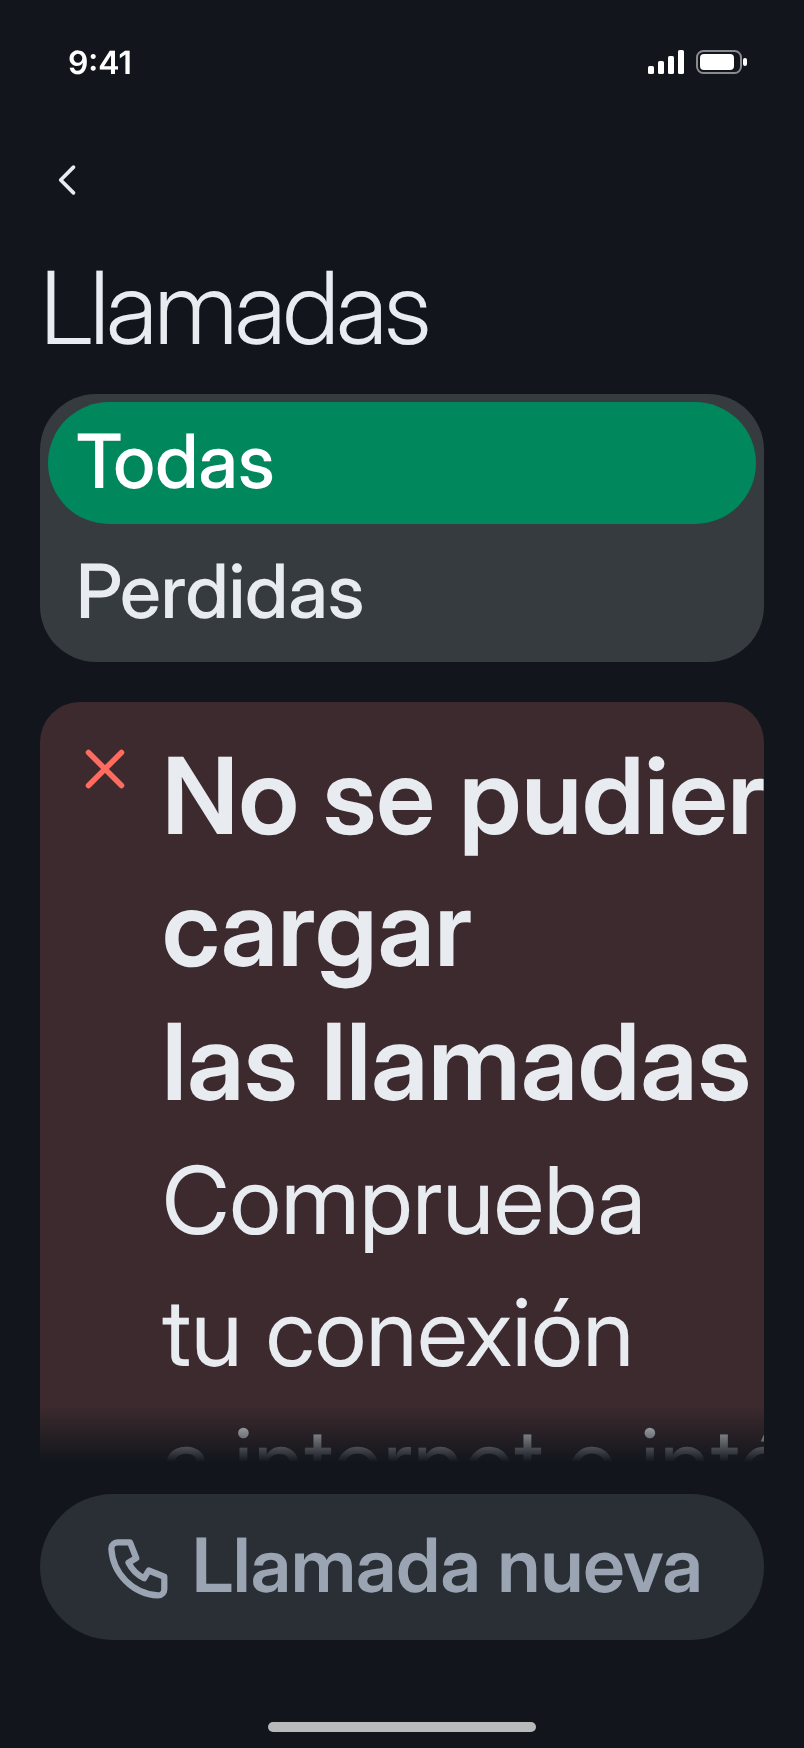 9:41
Llamadas
Todas
Perdidas
No se pudier
cargar
las llamadas
Comprueba
tu conexión
Llamada nueva